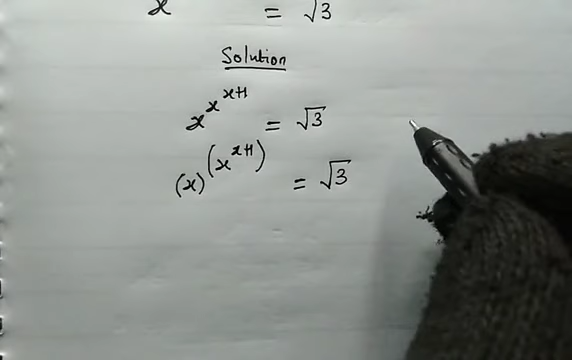 x = √3
Solution
x^x^x+1 = √3
(x)^(x^x+1) = √3